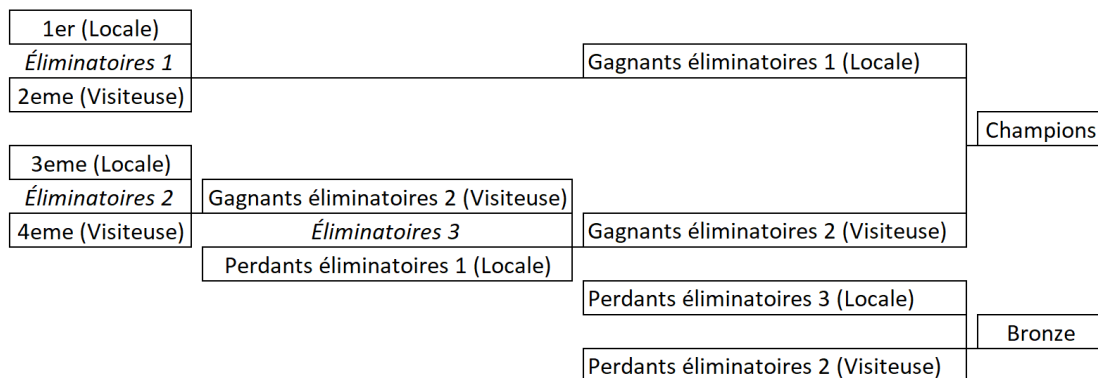 1er (Locale)
Éliminatoires 1
2eme (Visiteuse)
Gagnants éliminatoires 1 (Locale)
Champions
3eme (Locale)
Éliminatoires 2
4eme (Visiteuse)
Gagnants éliminatoires 2 (Visiteuse)
Éliminatoires 3
Perdants éliminatoires 1 (Locale)
Gagnants éliminatoires 2 (Visiteuse)
Perdants éliminatoires 3 (Locale)
Bronze
Perdants éliminatoires 2 (Visiteuse)